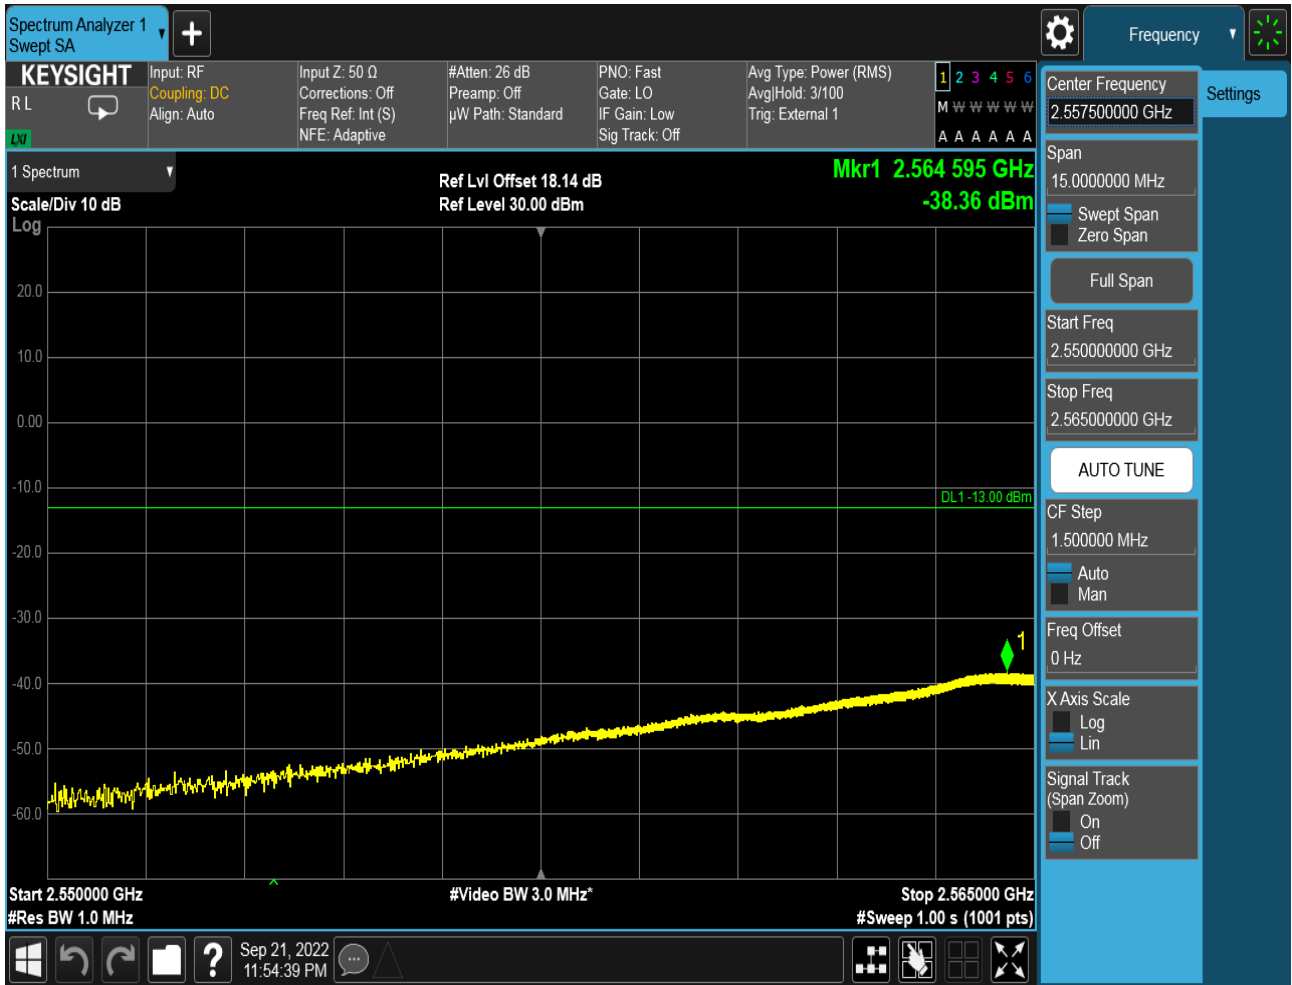 Spectrum Analyzer 1
Swept SA
Frequency
KEYSIGHT
R L
LXI
Input: RF
Coupling: DC
Align: Auto
Input Z: 50 Ω
Corrections: Off
Freq Ref: Int (S)
NFE: Adaptive
#Atten: 26 dB
Preamp: Off
µW Path: Standard
PNO: Fast
Gate: LO
IF Gain: Low
Sig Track: Off
Avg Type: Power (RMS)
Avg|Hold: 3/100
Trig: External 1
1 2 3 4 5 6
M W W W W W
A A A A A A
1 Spectrum
Scale/Div 10 dB
Log
Ref Lvl Offset 18.14 dB
Ref Level 30.00 dBm
Mkr1 2.564 595 GHz
-38.36 dBm
20.0
10.0
0.00
-10.0
-20.0
-30.0
-40.0
-50.0
-60.0
DL1 -13.00 dBm
1
Start 2.550000 GHz
#Res BW 1.0 MHz
#Video BW 3.0 MHz*
Stop 2.565000 GHz
#Sweep 1.00 s (1001 pts)
Sep 21, 2022
11:54:39 PM
Center Frequency
2.557500000 GHz
Settings
Span
15.0000000 MHz
Swept Span
Zero Span
Full Span
Start Freq
2.550000000 GHz
Stop Freq
2.565000000 GHz
AUTO TUNE
CF Step
1.500000 MHz
Auto
Man
Freq Offset
0 Hz
X Axis Scale
Log
Lin
Signal Track
(Span Zoom)
On
Off